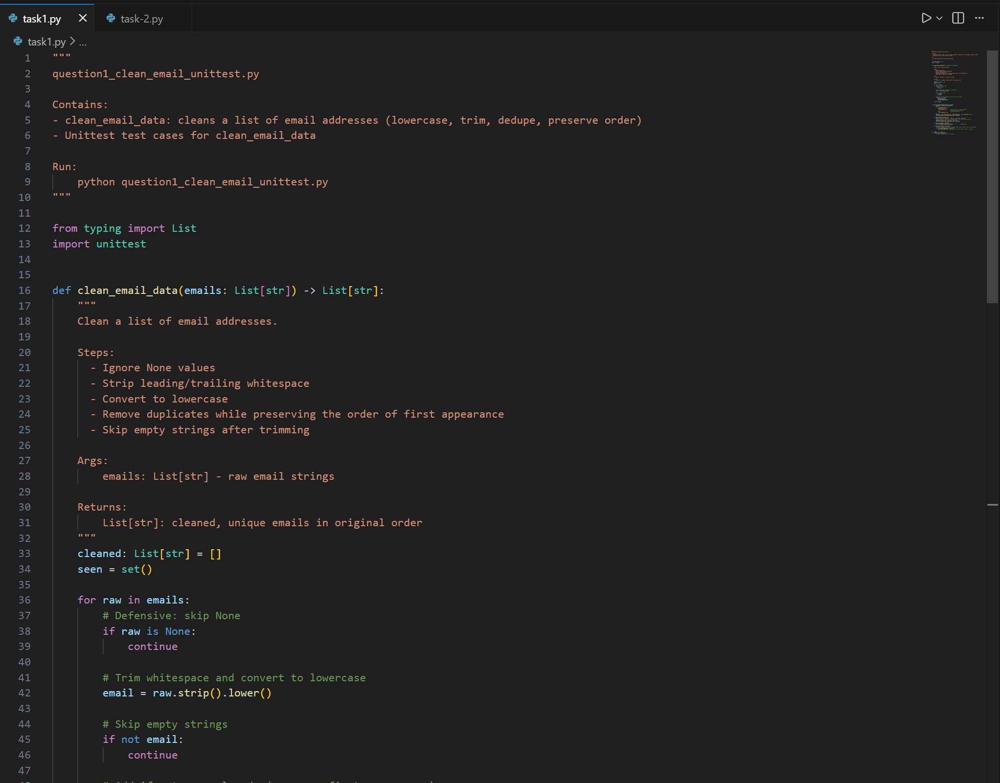 task1.py
task-2.py
task1.py > ...
1 """
2 question1_clean_email_unittest.py
3
4 Contains:
5 - clean_email_data: cleans a list of email addresses (lowercase, trim, dedupe, preserve order)
6 - Unittest test cases for clean_email_data
7
8 Run:
9     python question1_clean_email_unittest.py
10 """
11
12 from typing import List
13 import unittest
14
15
16 def clean_email_data(emails: List[str]) -> List[str]:
17     """
18     Clean a list of email addresses.
19
20     Steps:
21       - Ignore None values
22       - Strip leading/trailing whitespace
23       - Convert to lowercase
24       - Remove duplicates while preserving the order of first appearance
25       - Skip empty strings after trimming
26
27     Args:
28         emails: List[str] - raw email strings
29
30     Returns:
31         List[str]: cleaned, unique emails in original order
32     """
33     cleaned: List[str] = []
34     seen = set()
35
36     for raw in emails:
37         # Defensive: skip None
38         if raw is None:
39             continue
40
41         # Trim whitespace and convert to lowercase
42         email = raw.strip().lower()
43
44         # Skip empty strings
45         if not email:
46             continue
47